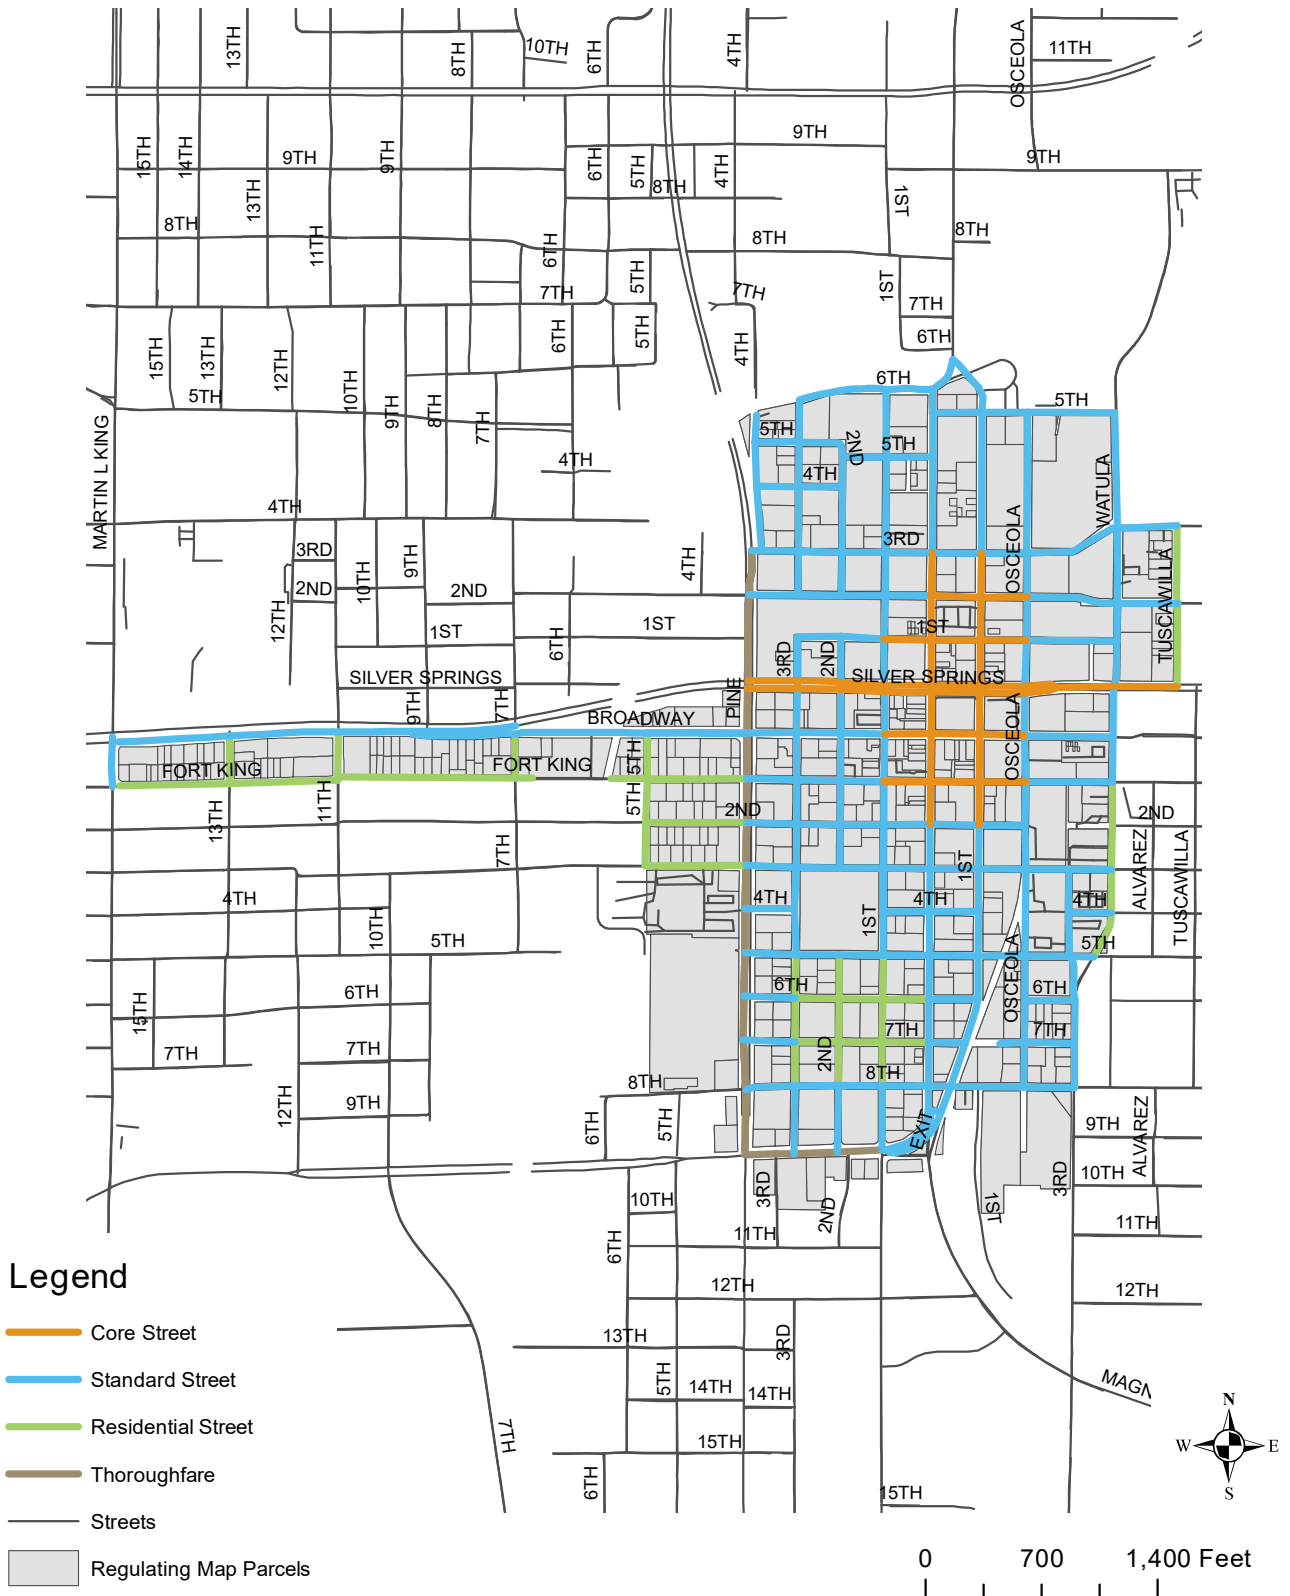 13TH
8TH
10TH
6TH
4TH
OSCEOLA
11TH
15TH
14TH
9TH
9TH
6TH
5TH
8TH
4TH
9TH
9TH
13TH
8TH
11TH
6TH
5TH
8TH
1ST
8TH
7TH
7TH
1ST
7TH
6TH
15TH
13TH
12TH
10TH
5TH
9TH
8TH
7TH
6TH
5TH
4TH
6TH
5TH
5TH
2ND
5TH
4TH
4TH
MARTIN L KING
WATULA
4TH
3RD
2ND
12TH
10TH
9TH
2ND
1ST
6TH
4TH
1ST
3RD
OSCEOLA
TUSCAWILLA
1ST
3RD
2ND
SILVER SPRINGS
SILVER SPRINGS
9TH
7TH
BROADWAY
PINE
OSCEOLA
FORT KING
FORT KING
5TH
13TH
11TH
5TH
2ND
2ND
7TH
1ST
ALVAREZ
TUSCAWILLA
4TH
4TH
4TH
4TH
10TH
5TH
1ST
OSCEOLA
5TH
15TH
6TH
6TH
6TH
7TH
7TH
2ND
7TH
7TH
8TH
8TH
12TH
9TH
6TH
5TH
EXIT
9TH
ALVAREZ
10TH
3RD
2ND
1ST
3RD
10TH
11TH
11TH
6TH
12TH
12TH
13TH
3RD
5TH
14TH
14TH
MAGN
7TH
15TH
6TH
15TH
Legend
Core Street
Standard Street
Residential Street
Thoroughfare
Streets
Regulating Map Parcels
N
W
E
S
0 700 1,400 Feet